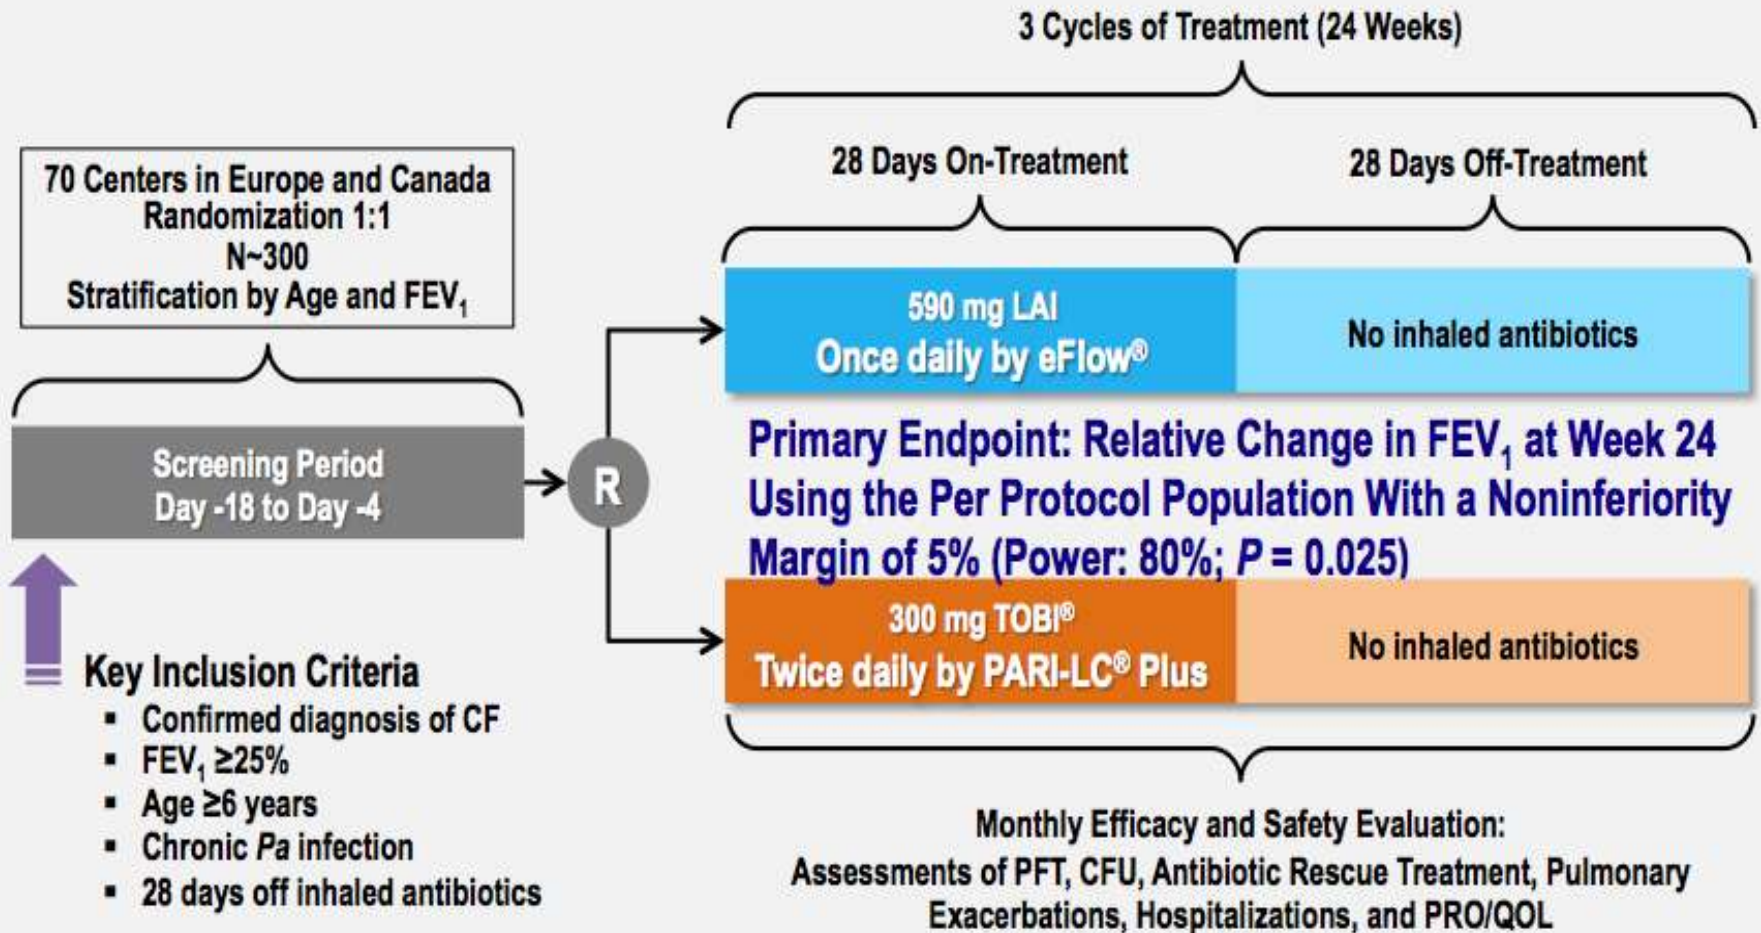 3 Cycles of Treatment (24 Weeks)
70 Centers in Europe and Canada
Randomization 1:1
N~300
Stratification by Age and FEV₁
28 Days On-Treatment
28 Days Off-Treatment
590 mg LAI
Once daily by eFlow®
No inhaled antibiotics
Screening Period
Day -18 to Day -4
R
Primary Endpoint: Relative Change in FEV₁ at Week 24
Using the Per Protocol Population With a Noninferiority
Margin of 5% (Power: 80%; P = 0.025)
300 mg TOBI®
Twice daily by PARI-LC® Plus
No inhaled antibiotics
Key Inclusion Criteria
▪ Confirmed diagnosis of CF
▪ FEV₁ ≥25%
▪ Age ≥6 years
▪ Chronic Pa infection
▪ 28 days off inhaled antibiotics
Monthly Efficacy and Safety Evaluation:
Assessments of PFT, CFU, Antibiotic Rescue Treatment, Pulmonary
Exacerbations, Hospitalizations, and PRO/QOL